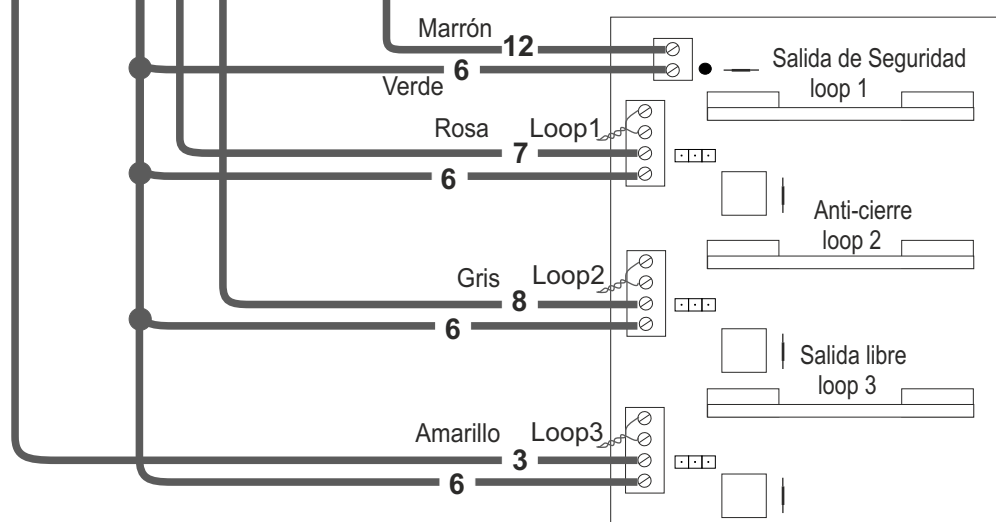 Marrón
12
6
Verde
Salida de Seguridad
loop 1
Rosa
Loop1
7
6
Anti-cierre
loop 2
Gris
Loop2
8
6
Salida libre
loop 3
Amarillo
Loop3
3
6